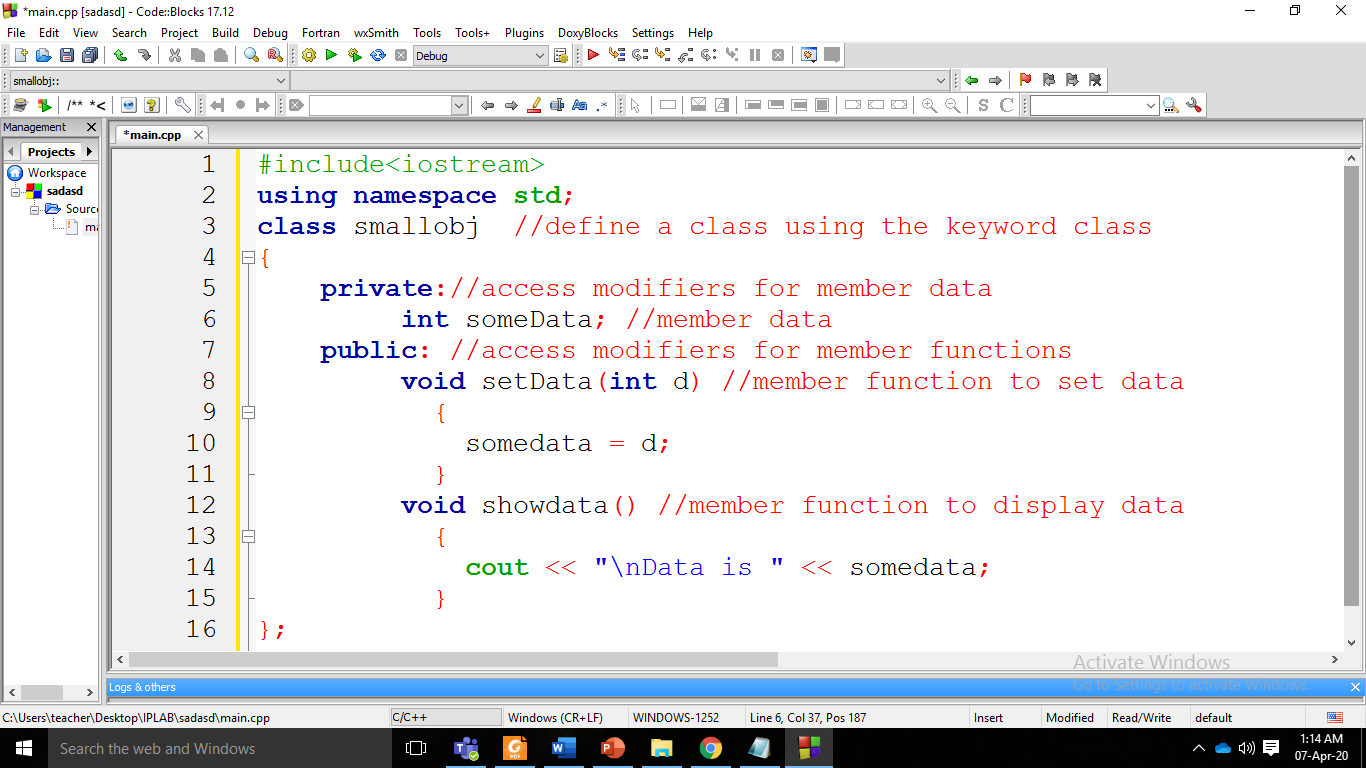 *main.cpp [sadasd] - Code::Blocks 17.12
File Edit View Search Project Build Debug Fortran wxSmith Tools Tools+ Plugins DoxyBlocks Settings Help
Debug
smallobj::
/** *< Aa .* S C
Management
*main.cpp
Projects
Workspace
sadasd
Sourc
1 #include<iostream>
2 using namespace std;
3 class smallobj //define a class using the keyword class
4 {
5 private://access modifiers for member data
6 int someData; //member data
7 public: //access modifiers for member functions
8 void setData(int d) //member function to set data
9 {
10 somedata = d;
11 }
12 void showdata() //member function to display data
13 {
14 cout << "\nData is " << somedata;
15 }
16 };
Activate Windows
Go to Settings to activate Windows.
Logs & others
C:\Users\teacher\Desktop\IPLAB\sadasd\main.cpp C/C++ Windows (CR+LF) WINDOWS-1252 Line 6, Col 37, Pos 187 Insert Modified Read/Write default
Search the web and Windows
1:14 AM
07-Apr-20